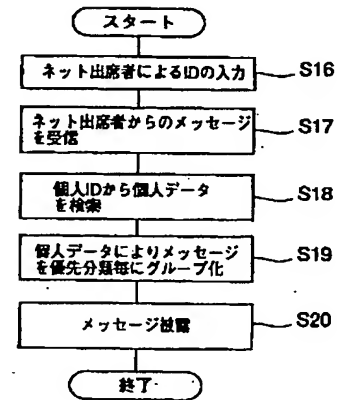 スタート
ネット出席者によるIDの入力
S16
ネット出席者からのメッセージ
を受信
S17
個人IDから個人データ
を検索
S18
個人データによりメッセージ
を優先分類毎にグループ化
S19
メッセージ披露
S20
終了